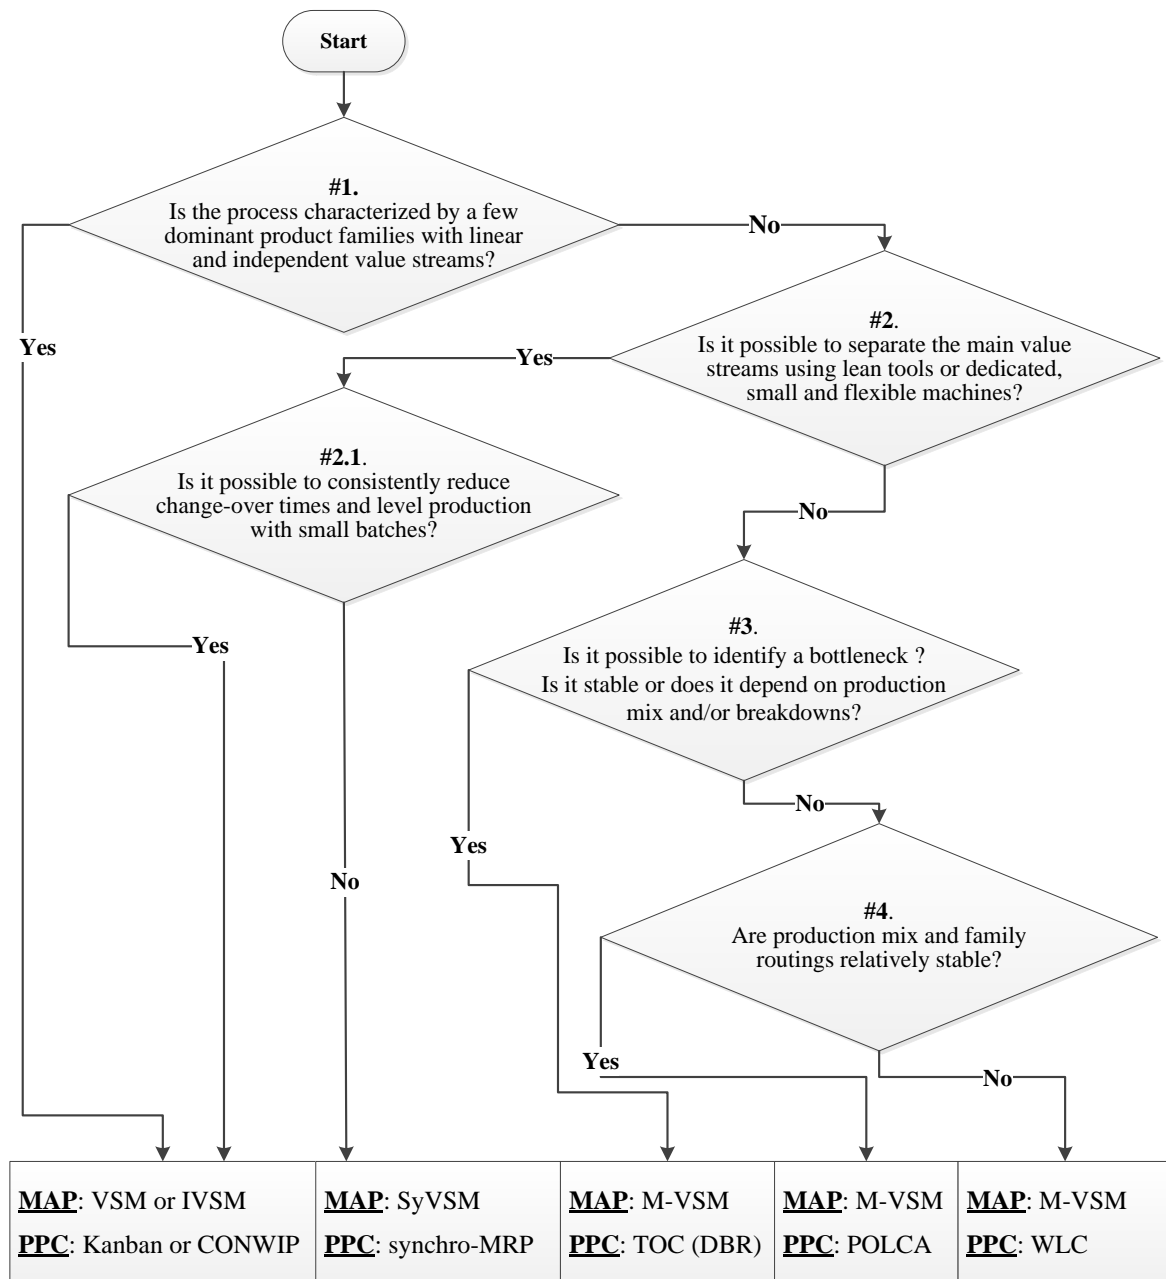 Start
#1.
Is the process characterized by a few
dominant product families with linear
and independent value streams?
No
Yes
#2.
Is it possible to separate the main value
streams using lean tools or dedicated,
small and flexible machines?
Yes
#2.1.
Is it possible to consistently reduce
change-over times and level production
with small batches?
No
Yes
#3.
Is it possible to identify a bottleneck ?
Is it stable or does it depend on production
mix and/or breakdowns?
No
Yes
No
#4.
Are production mix and family
routings relatively stable?
Yes
No
MAP: VSM or IVSM
PPC: Kanban or CONWIP
MAP: SyVSM
PPC: synchro-MRP
MAP: M-VSM
PPC: TOC (DBR)
MAP: M-VSM
PPC: POLCA
MAP: M-VSM
PPC: WLC